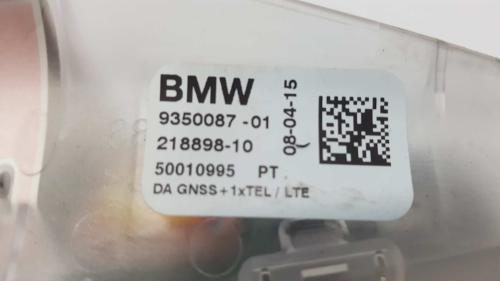 BMW
9350087 -01
218898-10
50010995 PT
DA GNSS+1xTEL / LTE
08-04-15